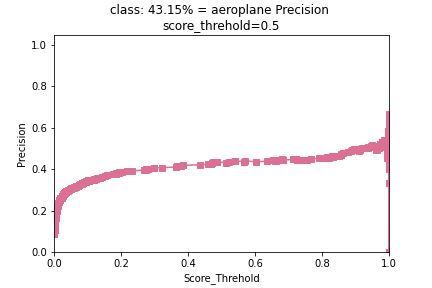 class: 43.15% = aeroplane Precision
score_threhold=0.5
1.0
0.8
0.6
0.4
0.2
0.0
Precision
0.0 0.2 0.4 0.6 0.8 1.0
Score_Threhold